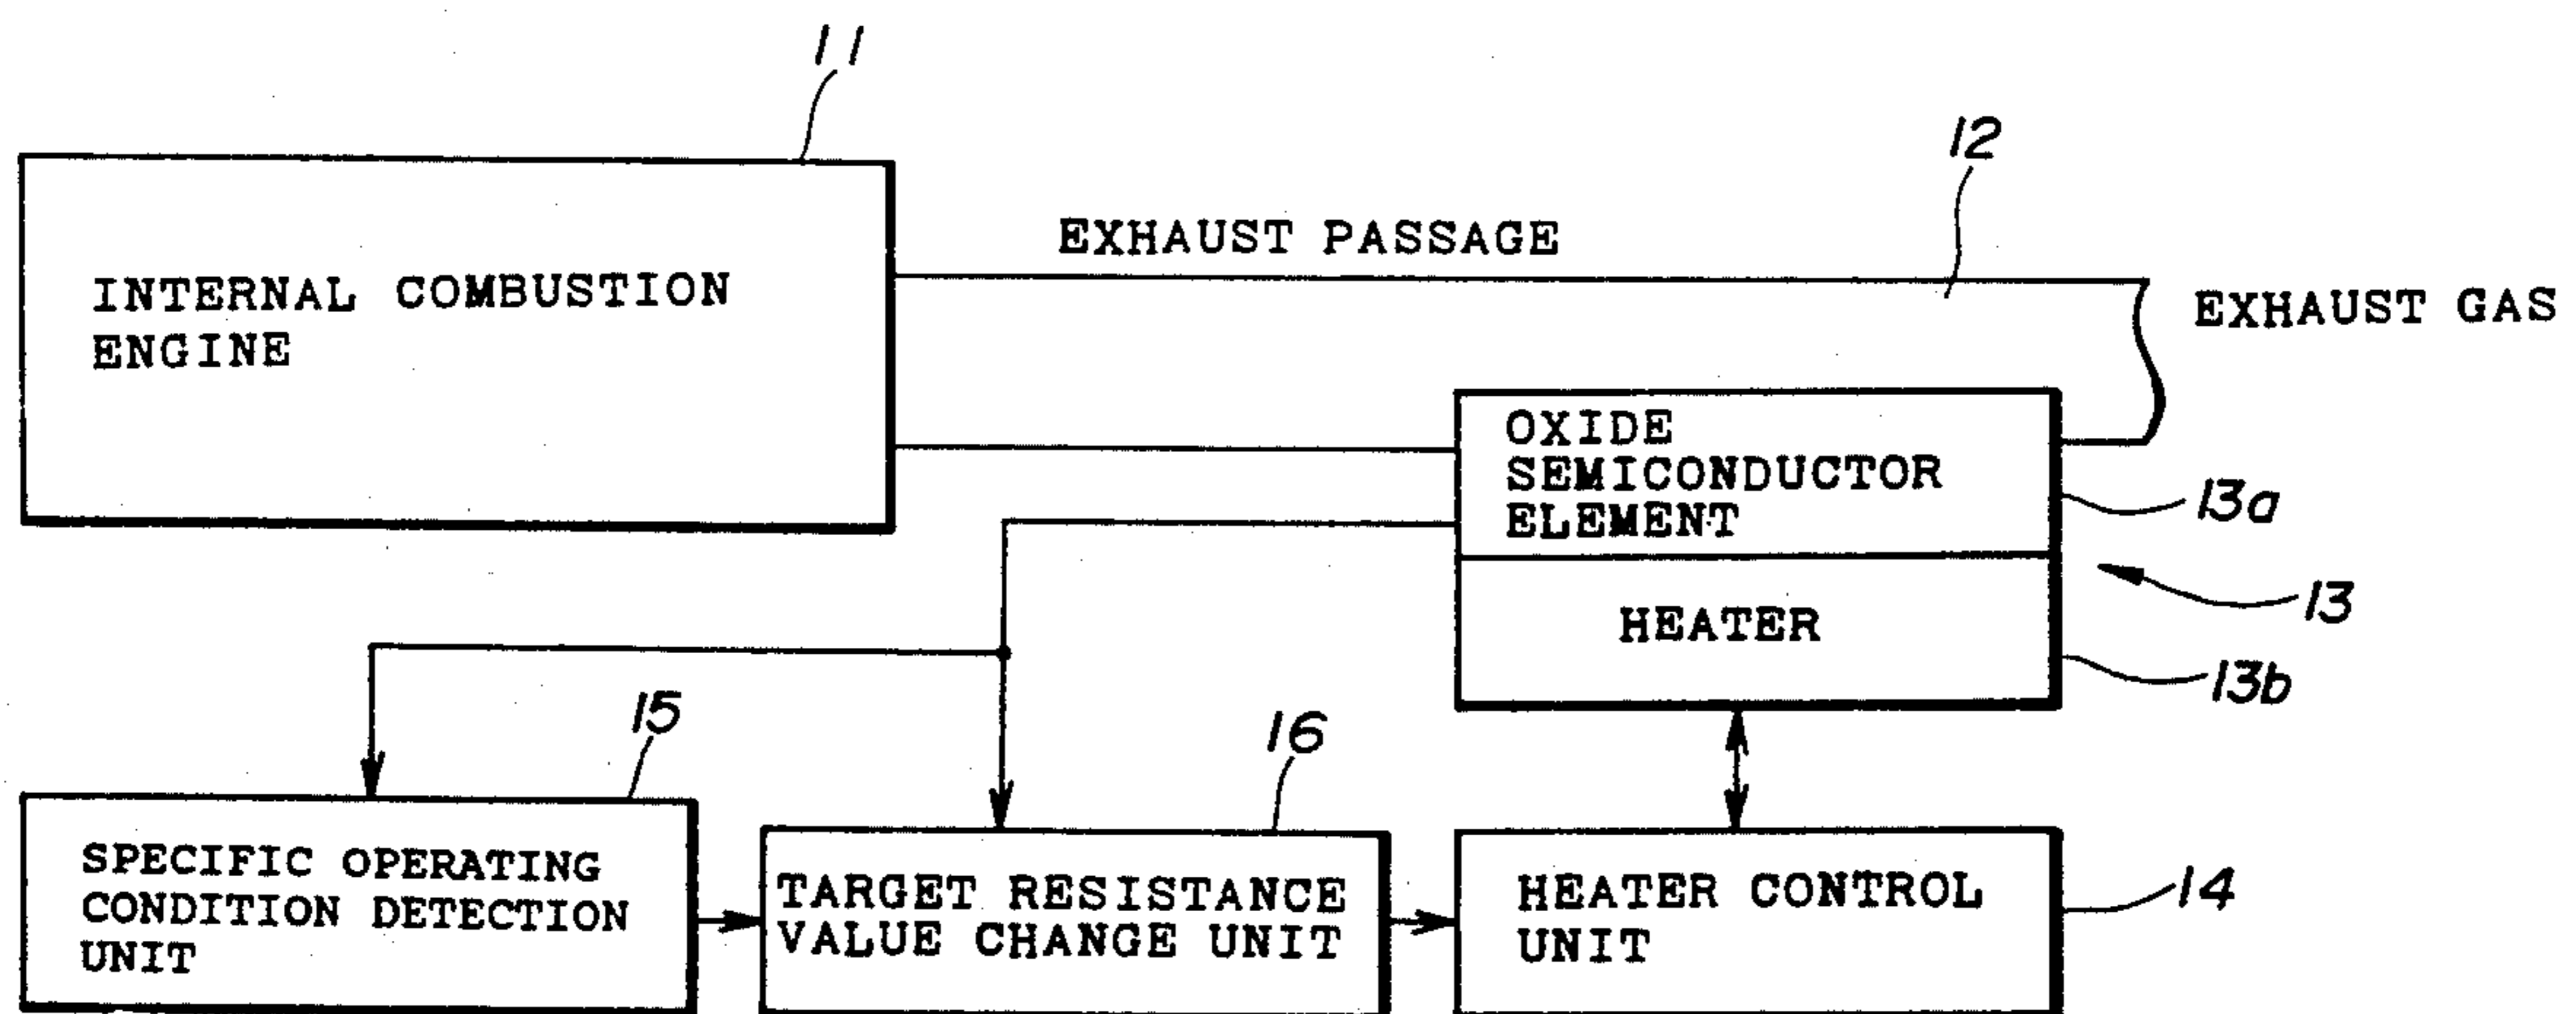 11
12
EXHAUST PASSAGE
INTERNAL COMBUSTION
ENGINE
EXHAUST GAS
OXIDE
SEMICONDUCTOR
ELEMENT
13a
13
HEATER
13b
15
16
SPECIFIC OPERATING
CONDITION DETECTION
UNIT
TARGET RESISTANCE
VALUE CHANGE UNIT
HEATER CONTROL
UNIT
14